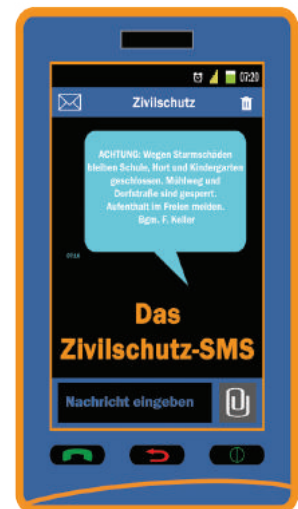 07:20
Zivilschutz
ACHTUNG: Wegen Sturmschäden
bleiben Schule, Hort und Kindergarten
geschlossen. Mühlweg und
Dorfstraße sind gesperrt.
Aufenthalt im Freien meiden.
Bgm. F. Keller
Das
Zivilschutz-SMS
Nachricht eingeben